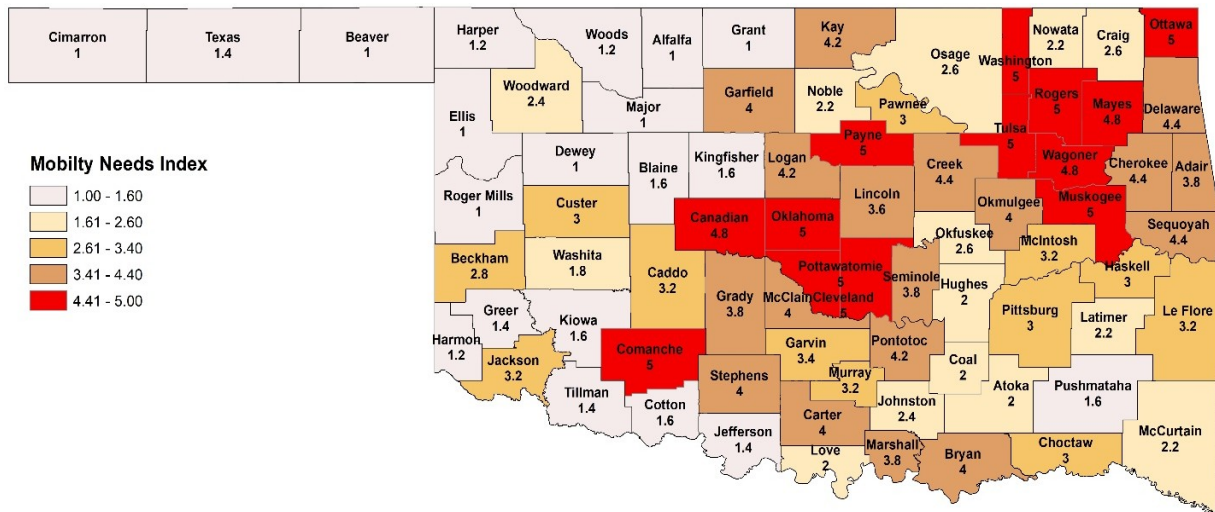 Cimarron
1
Texas
1.4
Beaver
1
Harper
1.2
Woods
1.2
Alfalfa
1
Grant
1
Kay
4.2
Osage
2.6
Washington
5
Nowata
2.2
Craig
2.6
Ottawa
5
Woodward
2.4
Ellis
1
Major
1
Garfield
4
Noble
2.2
Pawnee
3
Rogers
5
Mayes
4.8
Delaware
4.4
Payne
5
Tulsa
5
Dewey
1
Blaine
1.6
Kingfisher
1.6
Logan
4.2
Creek
4.4
Wagoner
4.8
Cherokee
4.4
Adair
3.8
Roger Mills
1
Custer
3
Canadian
4.8
Oklahoma
5
Lincoln
3.6
Okmulgee
4
Muskogee
5
Sequoyah
4.4
Okfuskee
2.6
McIntosh
3.2
Haskell
3
Beckham
2.8
Washita
1.8
Caddo
3.2
Grady
3.8
McClain
4
Pottawatomie
5
Cleveland
5
Seminole
3.8
Hughes
2
Pittsburg
3
Latimer
2.2
Le Flore
3.2
Greer
1.4
Kiowa
1.6
Harmon
1.2
Jackson
3.2
Comanche
5
Garvin
3.4
Pontotoc
4.2
Coal
2
Murray
3.2
Stephens
4
Tillman
1.4
Cotton
1.6
Jefferson
1.4
Carter
4
Johnston
2.4
Atoka
2
Pushmataha
1.6
McCurtain
2.2
Love
2
Marshall
3.8
Bryan
4
Choctaw
3
Mobilty Needs Index
1.00 - 1.60
1.61 - 2.60
2.61 - 3.40
3.41 - 4.40
4.41 - 5.00